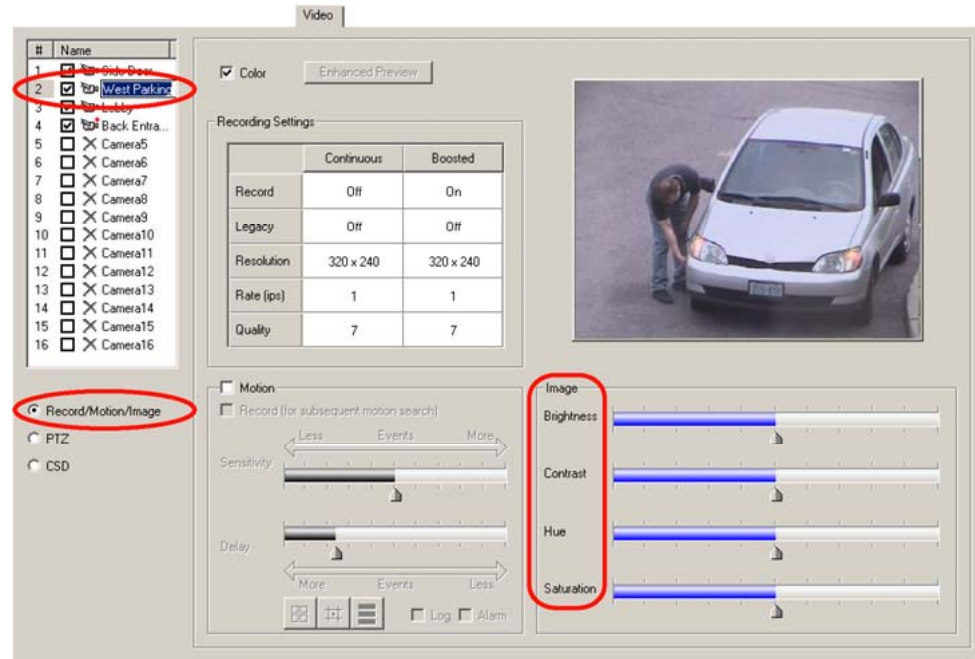 Video
# Name
1 Side Door
2 West Parking
3 Lobby
4 Back Entra...
5 Camera5
6 Camera6
7 Camera7
8 Camera8
9 Camera9
10 Camera10
11 Camera11
12 Camera12
13 Camera13
14 Camera14
15 Camera15
16 Camera16
Record/Motion/Image
PTZ
CSD
Color
Enhanced Preview
Recording Settings
Continuous Boosted
Record Off On
Legacy Off Off
Resolution 320 x 240 320 x 240
Rate (ips) 1 1
Quality 7 7
Motion
Record (for subsequent motion search)
Less Events More
Sensitivity
Delay
More Events Less
Log Alarm
Image
Brightness
Contrast
Hue
Saturation